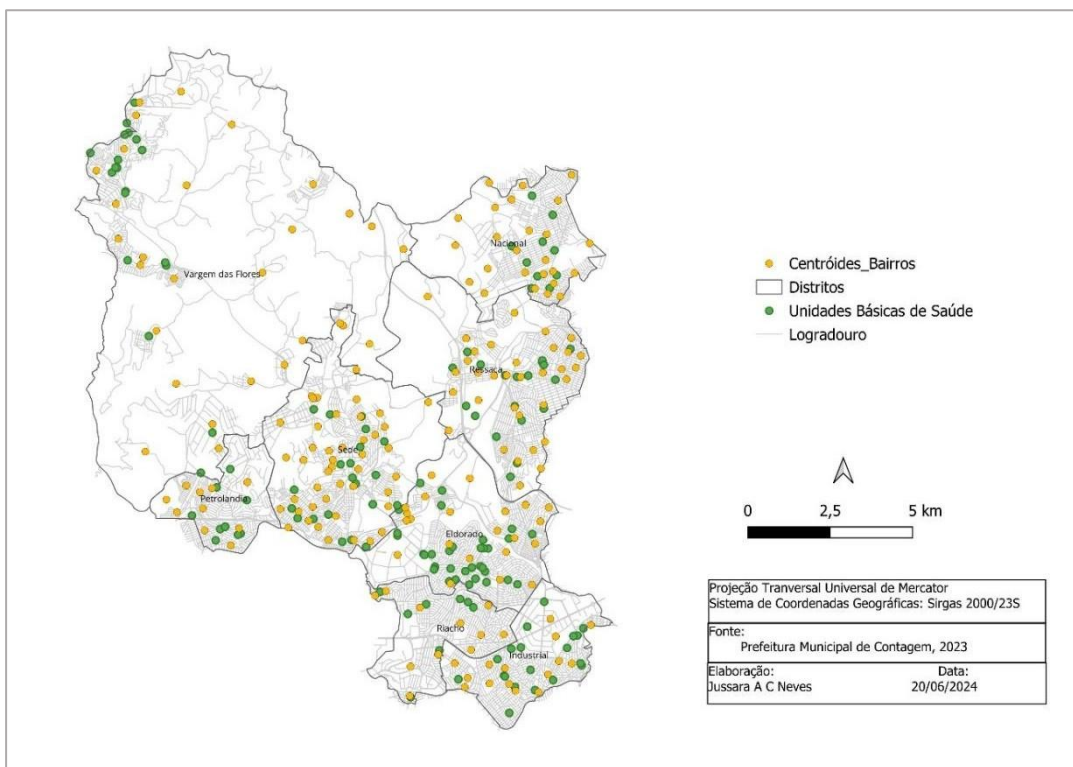 Vargem das Flores
Nacional
Ressaca
Sede
Petrolandia
Eldorado
Riacho
Industrial
Centróides_Bairros
Distritos
Unidades Básicas de Saúde
Logradouro
0 2,5 5 km
Projeção Tranversal Universal de Mercator
Sistema de Coordenadas Geográficas: Sirgas 2000/23S
Fonte:
Prefeitura Municipal de Contagem, 2023
Elaboração: Data:
Jussara A C Neves 20/06/2024